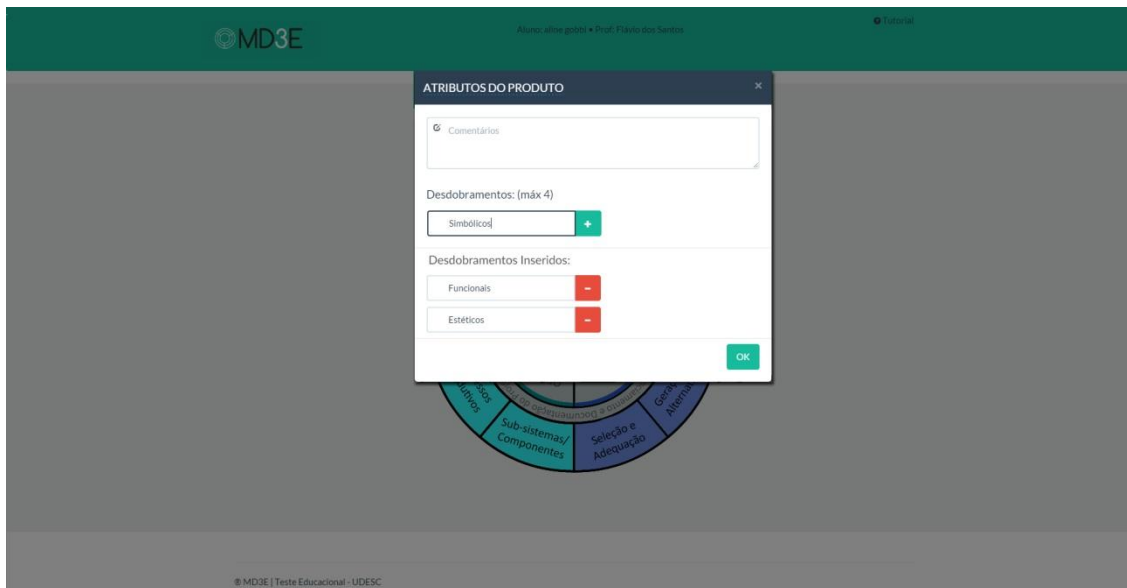 MD3E
Aluno: aline gobbi • Prof: Flávio dos Santos
Tutorial
ATRIBUTOS DO PRODUTO
×
Comentários
Desdobramentos: (máx 4)
Simbólicos
+
Desdobramentos Inseridos:
Funcionais
-
Estéticos
-
OK
Sub-sistemas/
Componentes
Seleção e
Adequação
® MD3E | Teste Educacional - UDESC